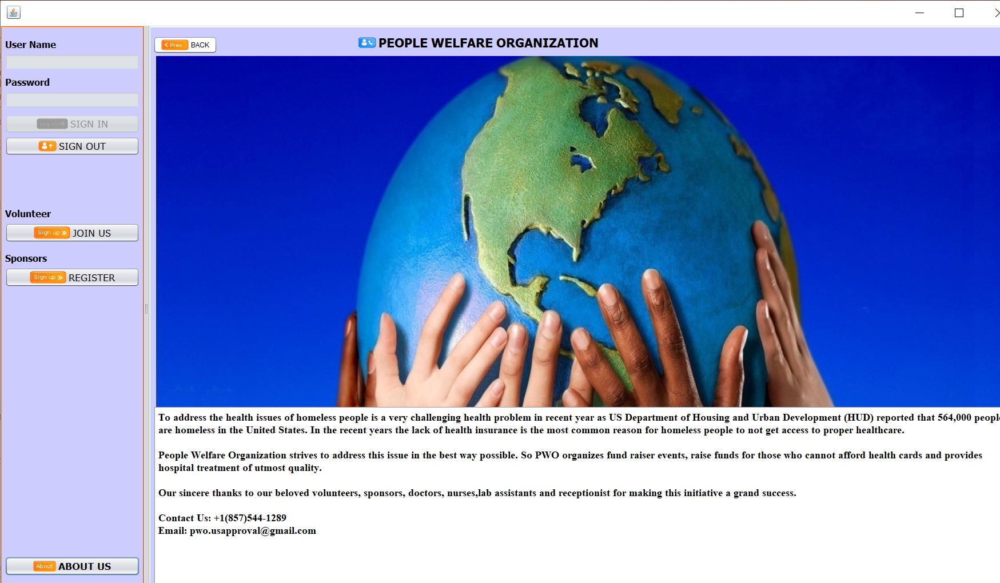 User Name
Password
Log in SIGN IN
SIGN OUT
Volunteer
Sign up JOIN US
Sponsors
Sign up REGISTER
About ABOUT US
Prev BACK
PEOPLE WELFARE ORGANIZATION
To address the health issues of homeless people is a very challenging health problem in recent year as US Department of Housing and Urban Development (HUD) reported that 564,000 people
are homeless in the United States. In the recent years the lack of health insurance is the most common reason for homeless people to not get access to proper healthcare.
People Welfare Organization strives to address this issue in the best way possible. So PWO organizes fund raiser events, raise funds for those who cannot afford health cards and provides
hospital treatment of utmost quality.
Our sincere thanks to our beloved volunteers, sponsors, doctors, nurses,lab assistants and receptionist for making this initiative a grand success.
Contact Us: +1(857)544-1289
Email: pwo.usapproval@gmail.com